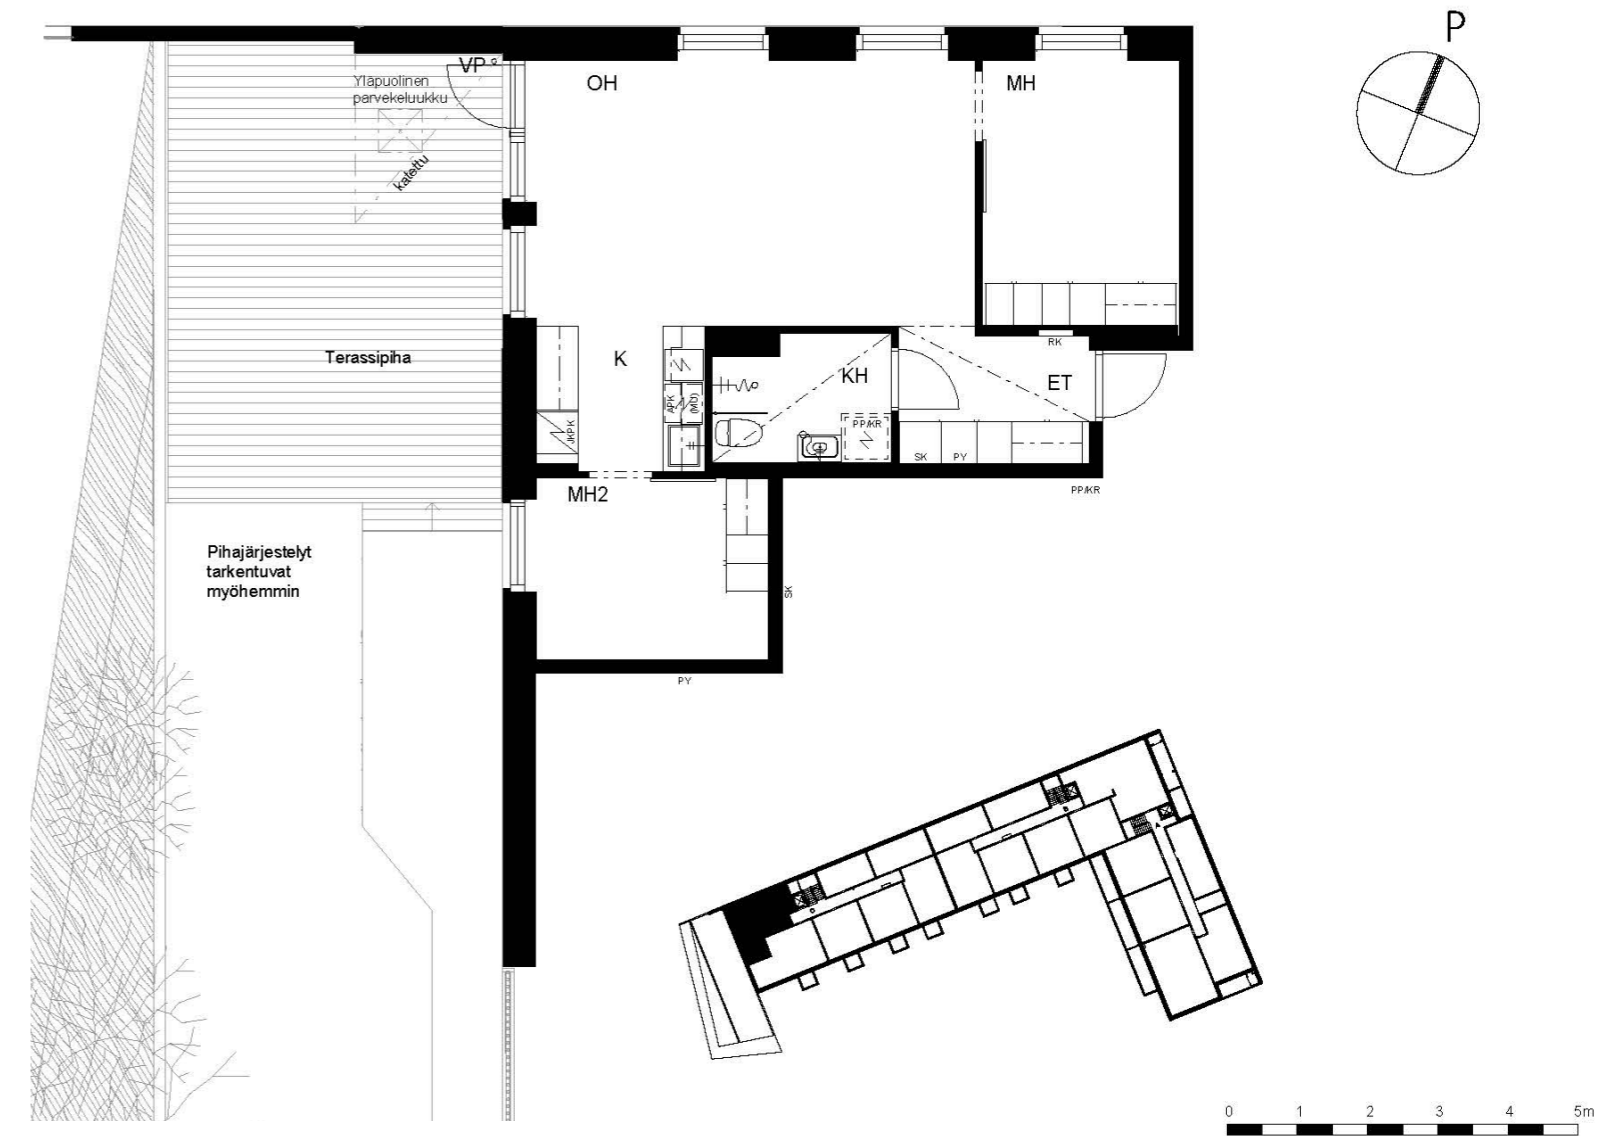 P
VP
OH
MH
Yläpuolinen
parvekeluukku
katettu
Terassipiha
K
KH
RK
ET
APK
(MU)
JKPK
PP/KR
SK
PY
PP/KR
MH2
SK
PY
Pihajärjestelyt
tarkentuvat
myöhemmin
B
A
0 1 2 3 4 5m